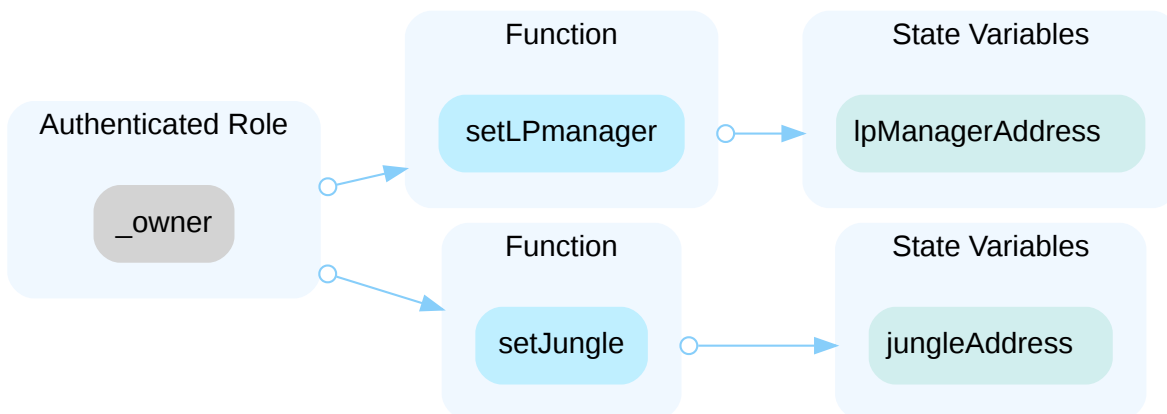 Authenticated Role
_owner
Function
setLPmanager
State Variables
lpManagerAddress
Function
setJungle
State Variables
jungleAddress